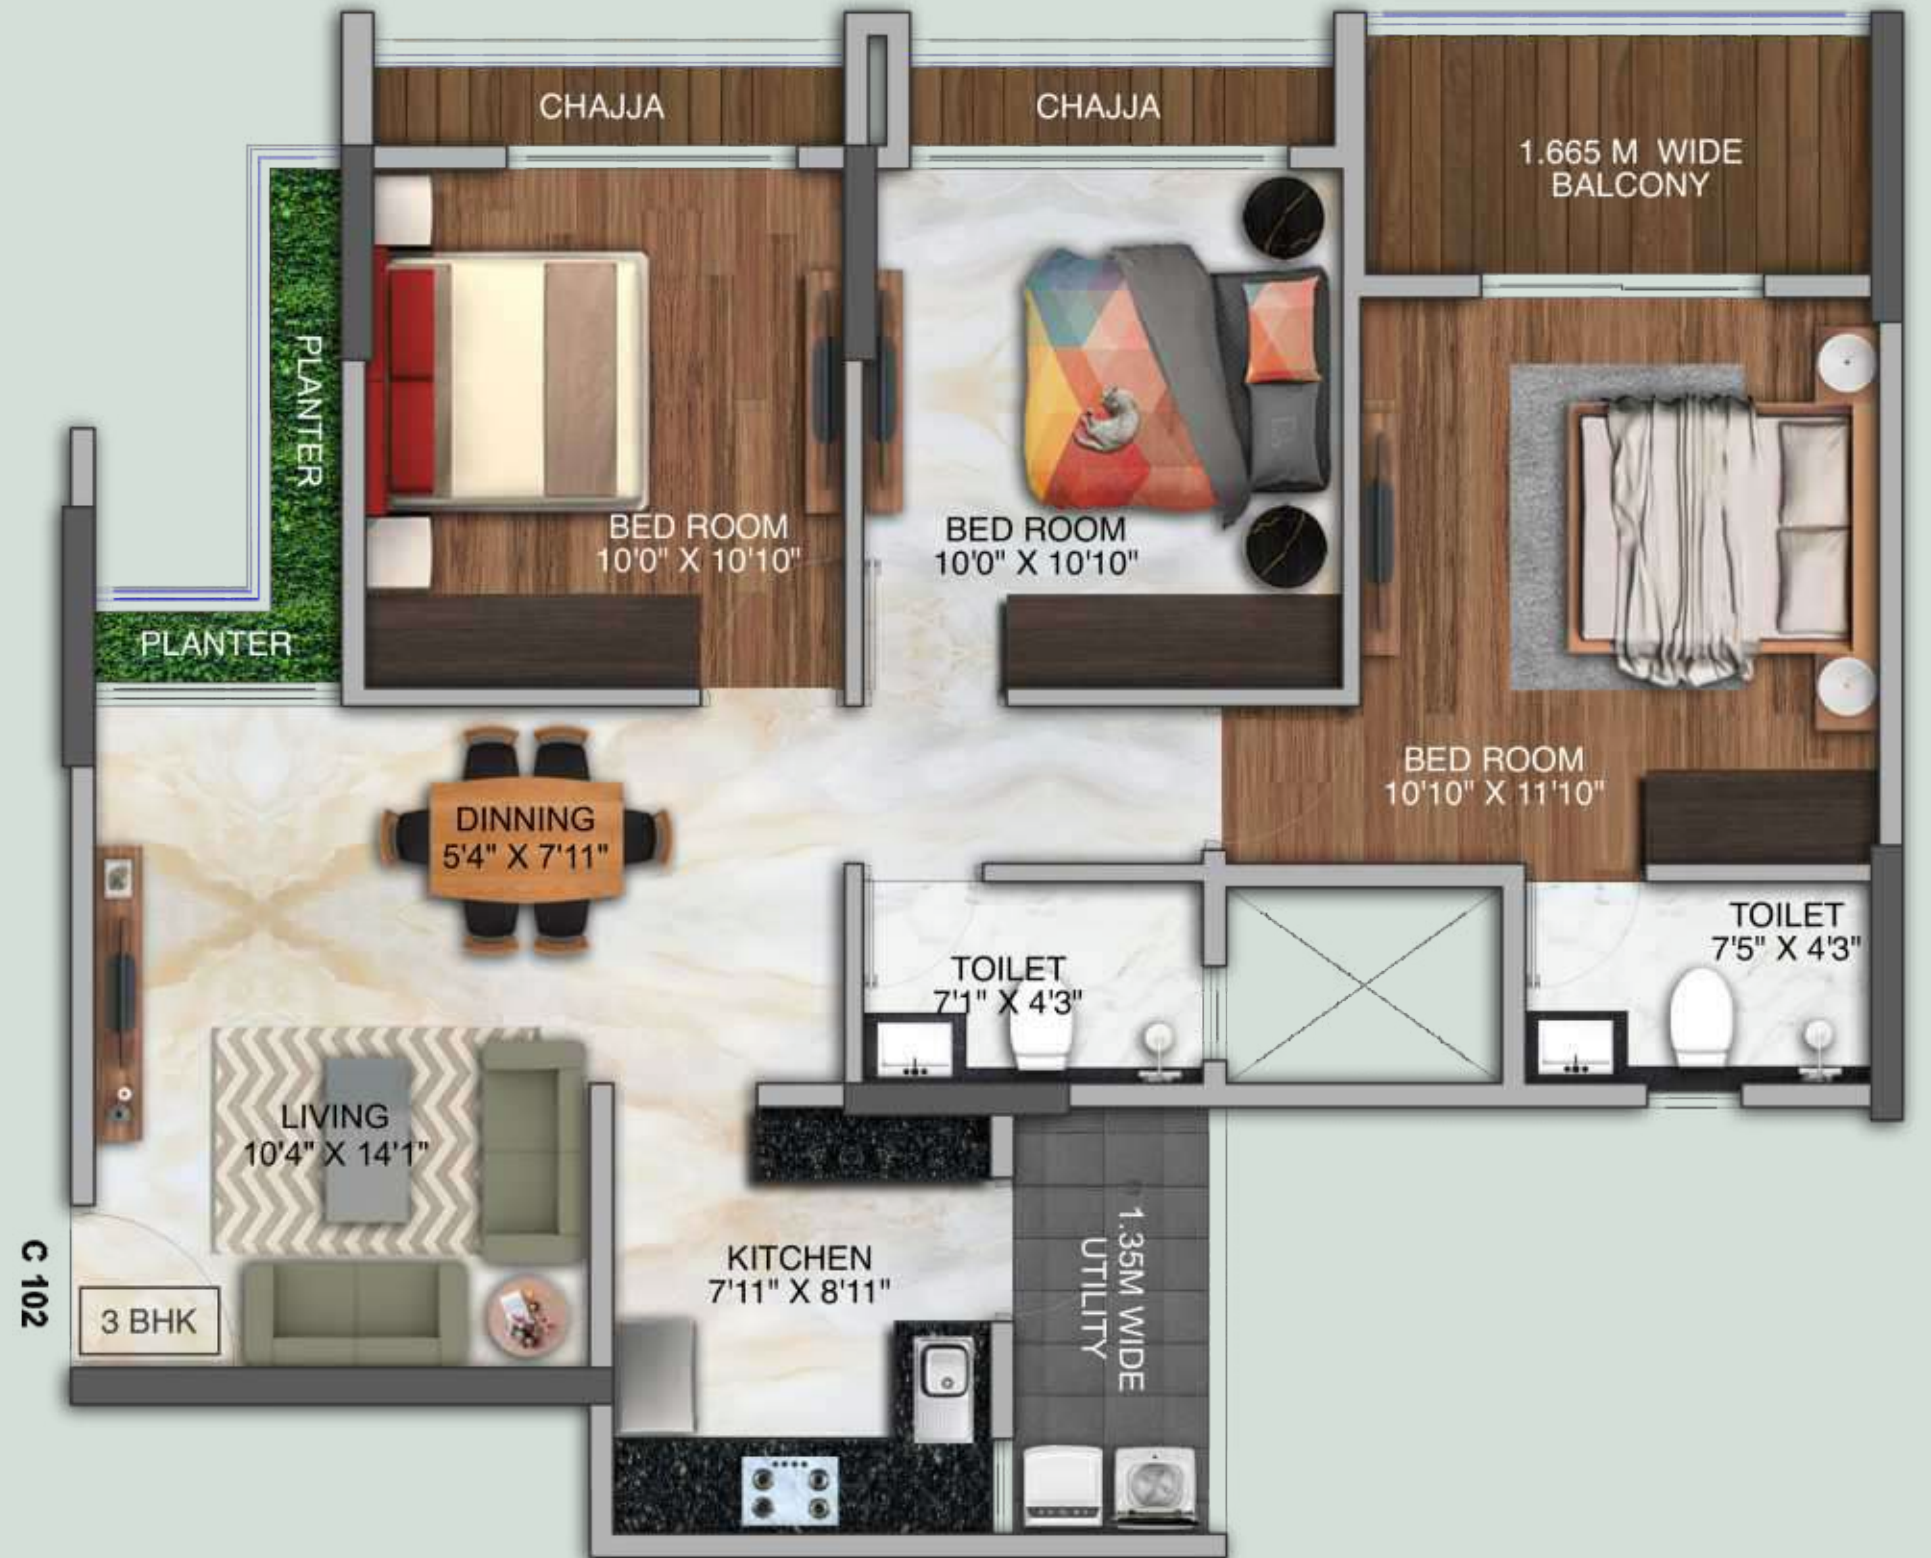 CHAJJA
CHAJJA
1.665 M WIDE
BALCONY
PLANTER
PLANTER
BED ROOM
10'0" X 10'10"
BED ROOM
10'0" X 10'10"
BED ROOM
10'10" X 11'10"
DINNING
5'4" X 7'11"
TOILET
7'1" X 4'3"
TOILET
7'5" X 4'3"
LIVING
10'4" X 14'1"
KITCHEN
7'11" X 8'11"
1.35M WIDE
UTILITY
C 102
3 BHK